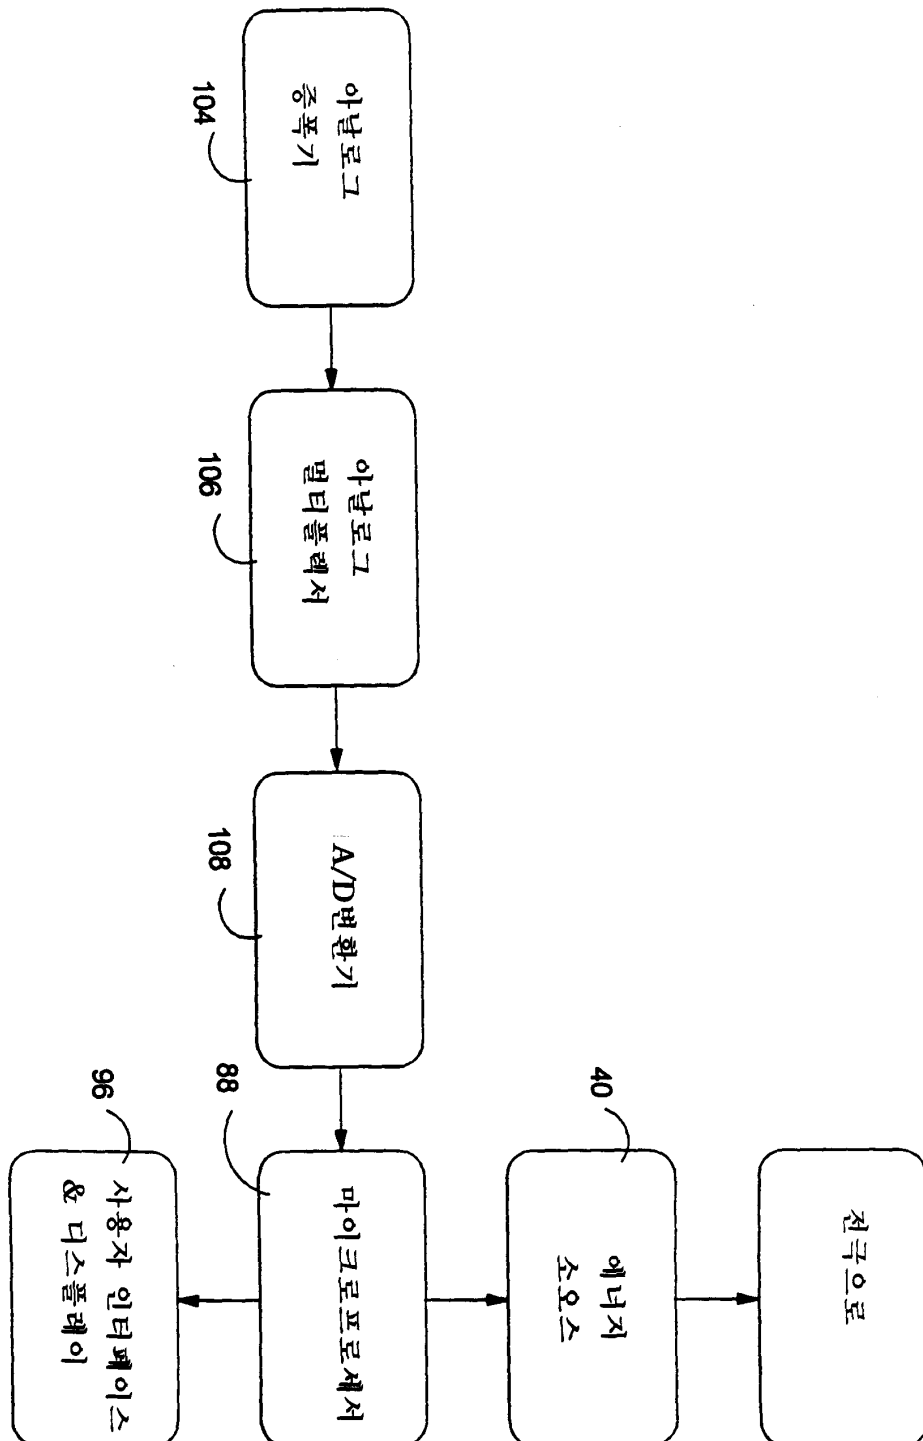 아날로그
증폭기
104
아날로그
멀티플렉서
106
A/D변환기
108
마이크로프로세서
88
사용자 인터페이스
& 디스플레이
96
에너지
소오스
40
전극으로